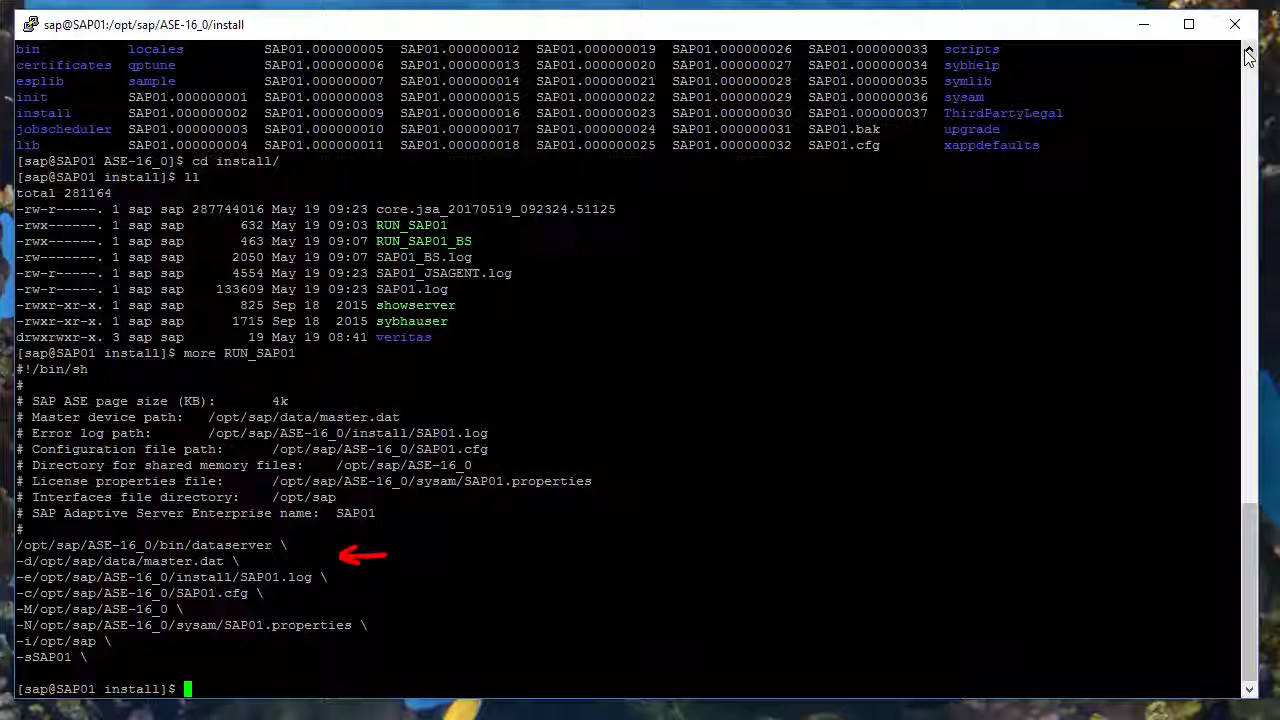 sap@SAP01:/opt/sap/ASE-16_0/install
bin locales SAP01.000000005 SAP01.000000012 SAP01.000000019 SAP01.000000026 SAP01.000000033 scripts
certificates qptune SAP01.000000006 SAP01.000000013 SAP01.000000020 SAP01.000000027 SAP01.000000034 sybhelp
esplib sample SAP01.000000007 SAP01.000000014 SAP01.000000021 SAP01.000000028 SAP01.000000035 symlib
init SAP01.000000001 SAP01.000000008 SAP01.000000015 SAP01.000000022 SAP01.000000029 SAP01.000000036 sysam
install SAP01.000000002 SAP01.000000009 SAP01.000000016 SAP01.000000023 SAP01.000000030 SAP01.000000037 ThirdPartyLegal
jobscheduler SAP01.000000003 SAP01.000000010 SAP01.000000017 SAP01.000000024 SAP01.000000031 SAP01.bak upgrade
lib SAP01.000000004 SAP01.000000011 SAP01.000000018 SAP01.000000025 SAP01.000000032 SAP01.cfg xappdefaults
[sap@SAP01 ASE-16_0]$ cd install/
[sap@SAP01 install]$ ll
total 281164
-rw-r-----. 1 sap sap 287744016 May 19 09:23 core.jsa_20170519_092324.51125
-rwx------. 1 sap sap 632 May 19 09:03 RUN_SAP01
-rwx------. 1 sap sap 463 May 19 09:07 RUN_SAP01_BS
-rw-------. 1 sap sap 2050 May 19 09:07 SAP01_BS.log
-rw-r-----. 1 sap sap 4554 May 19 09:23 SAP01_JSAGENT.log
-rw-r-----. 1 sap sap 133609 May 19 09:23 SAP01.log
-rwxr-xr-x. 1 sap sap 825 Sep 18 2015 showserver
-rwxr-xr-x. 1 sap sap 1715 Sep 18 2015 sybhauser
drwxrwxr-x. 3 sap sap 19 May 19 08:41 veritas
[sap@SAP01 install]$ more RUN_SAP01
#!/bin/sh
#
# SAP ASE page size (KB): 4k
# Master device path: /opt/sap/data/master.dat
# Error log path: /opt/sap/ASE-16_0/install/SAP01.log
# Configuration file path: /opt/sap/ASE-16_0/SAP01.cfg
# Directory for shared memory files: /opt/sap/ASE-16_0
# License properties file: /opt/sap/ASE-16_0/sysam/SAP01.properties
# Interfaces file directory: /opt/sap
# SAP Adaptive Server Enterprise name: SAP01
#
/opt/sap/ASE-16_0/bin/dataserver \
-d/opt/sap/data/master.dat \
-e/opt/sap/ASE-16_0/install/SAP01.log \
-c/opt/sap/ASE-16_0/SAP01.cfg \
-M/opt/sap/ASE-16_0 \
-N/opt/sap/ASE-16_0/sysam/SAP01.properties \
-i/opt/sap \
-sSAP01 \
[sap@SAP01 install]$